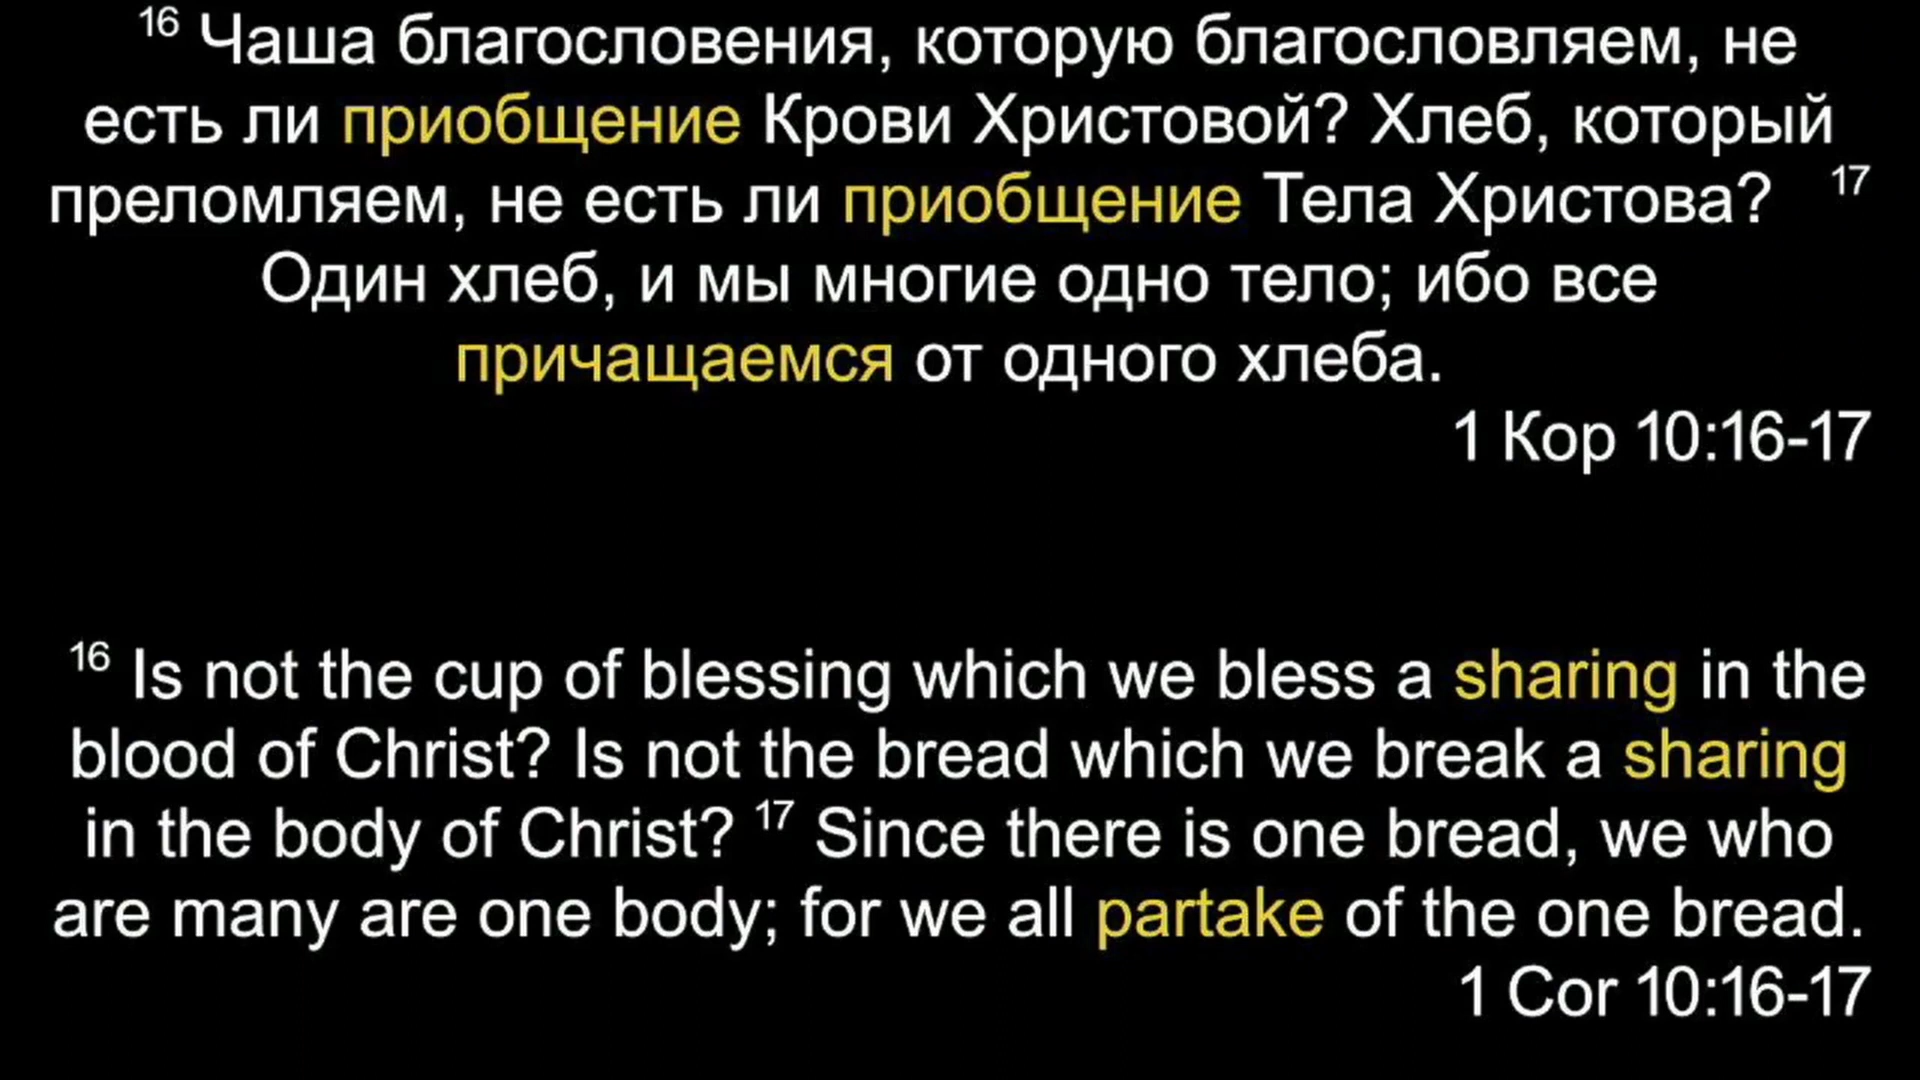 16 Чаша благословения, которую благословляем, не
есть ли приобщение Крови Христовой? Хлеб, который
преломляем, не есть ли приобщение Тела Христова? 17
Один хлеб, и мы многие одно тело; ибо все
причащаемся от одного хлеба.
1 Кор 10:16-17
16 Is not the cup of blessing which we bless a sharing in the
blood of Christ? Is not the bread which we break a sharing
in the body of Christ? 17 Since there is one bread, we who
are many are one body; for we all partake of the one bread.
1 Cor 10:16-17